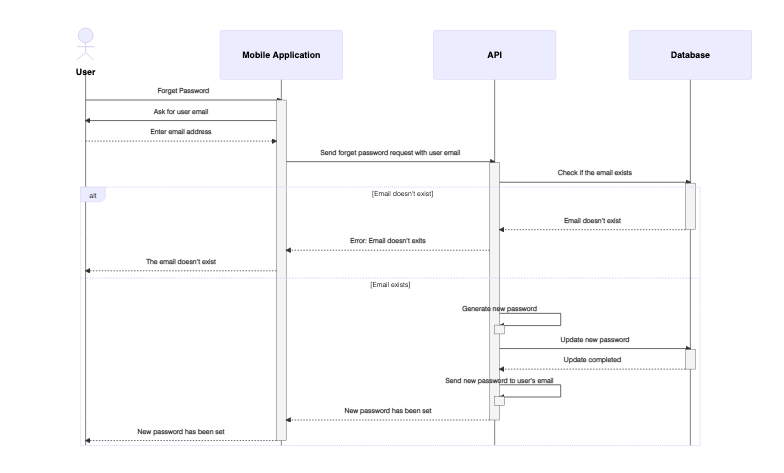 User
Mobile Application
API
Database
Forget Password
Ask for user email
Enter email address
Send forget password request with user email
Check if the email exists
alt
[Email doesn't exist]
Email doesn't exist
Error: Email doesn't exits
The email doesn't exist
[Email exists]
Generate new password
Update new password
Update completed
Send new password to user's email
New password has been set
New password has been set